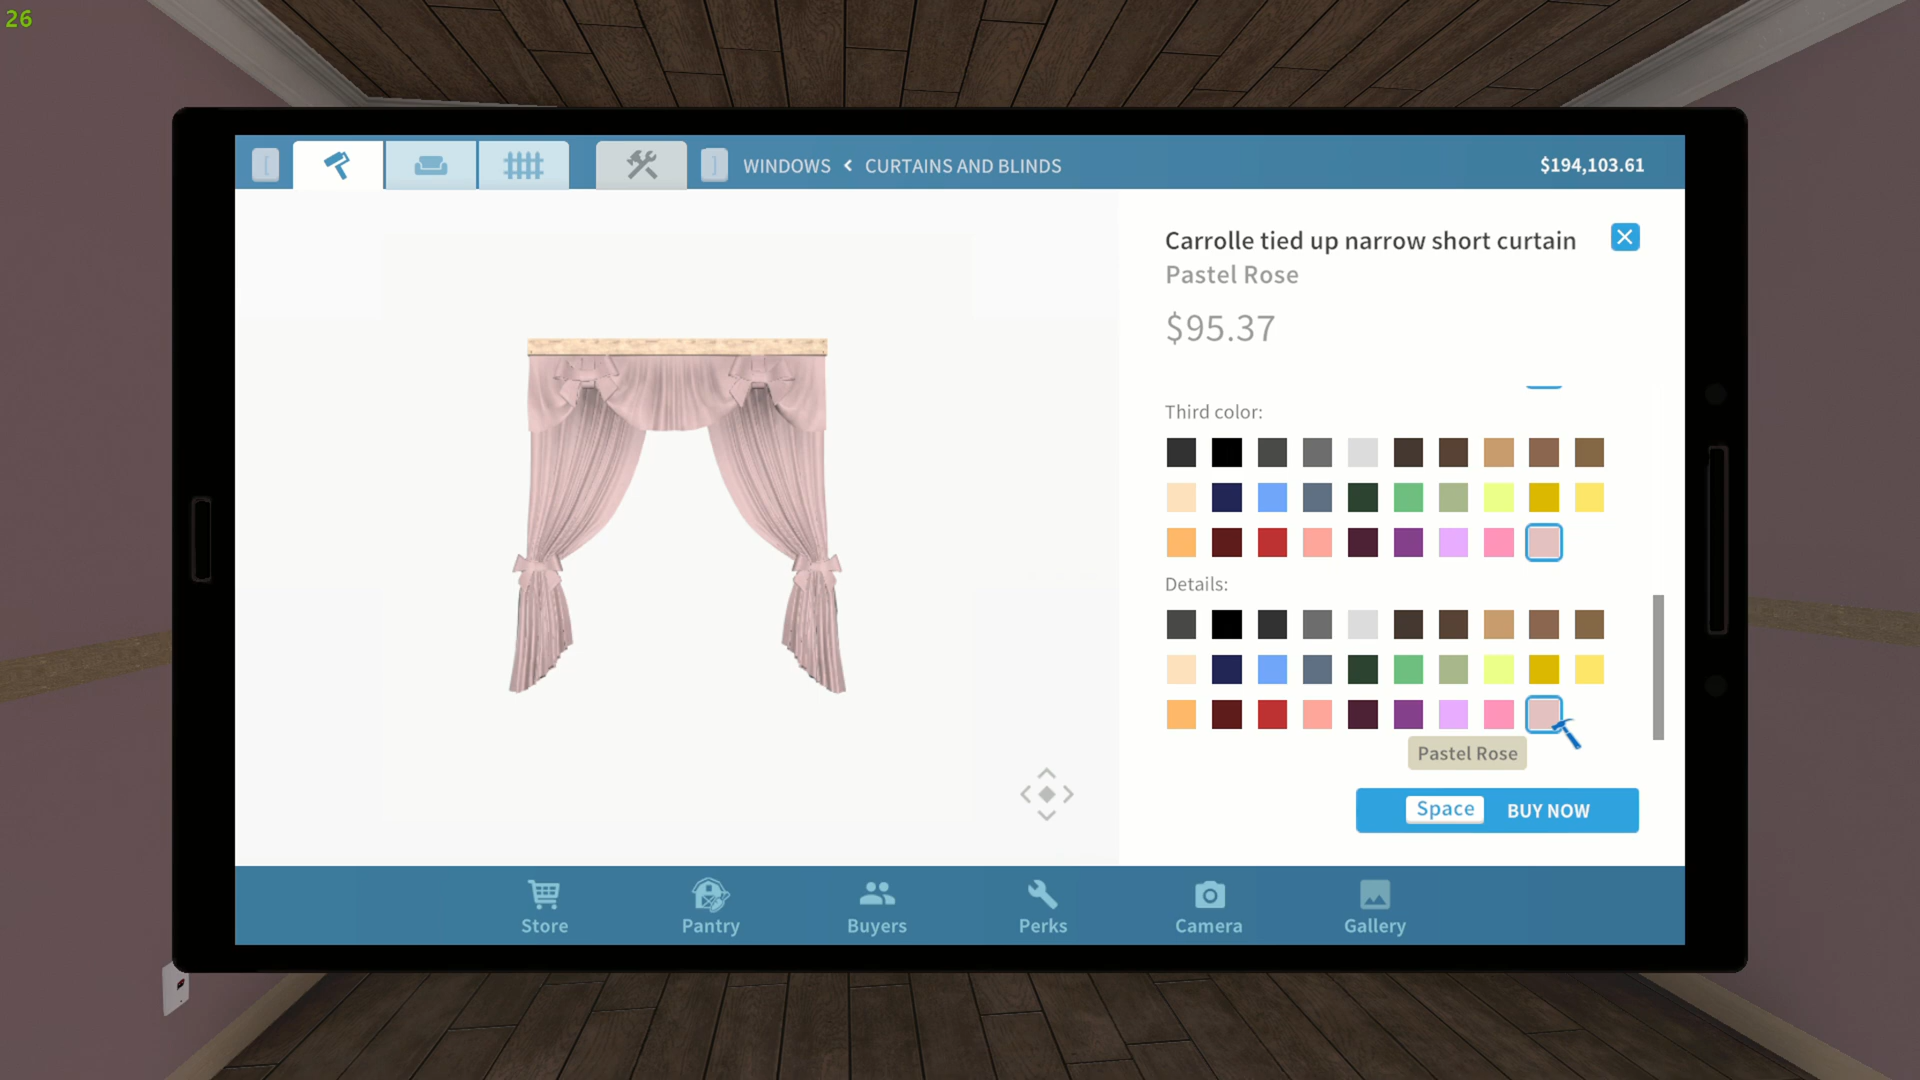 26
[
]
WINDOWS < CURTAINS AND BLINDS
$194,103.61
Carrolle tied up narrow short curtain
Pastel Rose
$95.37
Third color:
Details:
Pastel Rose
Space BUY NOW
Store
Pantry
Buyers
Perks
Camera
Gallery